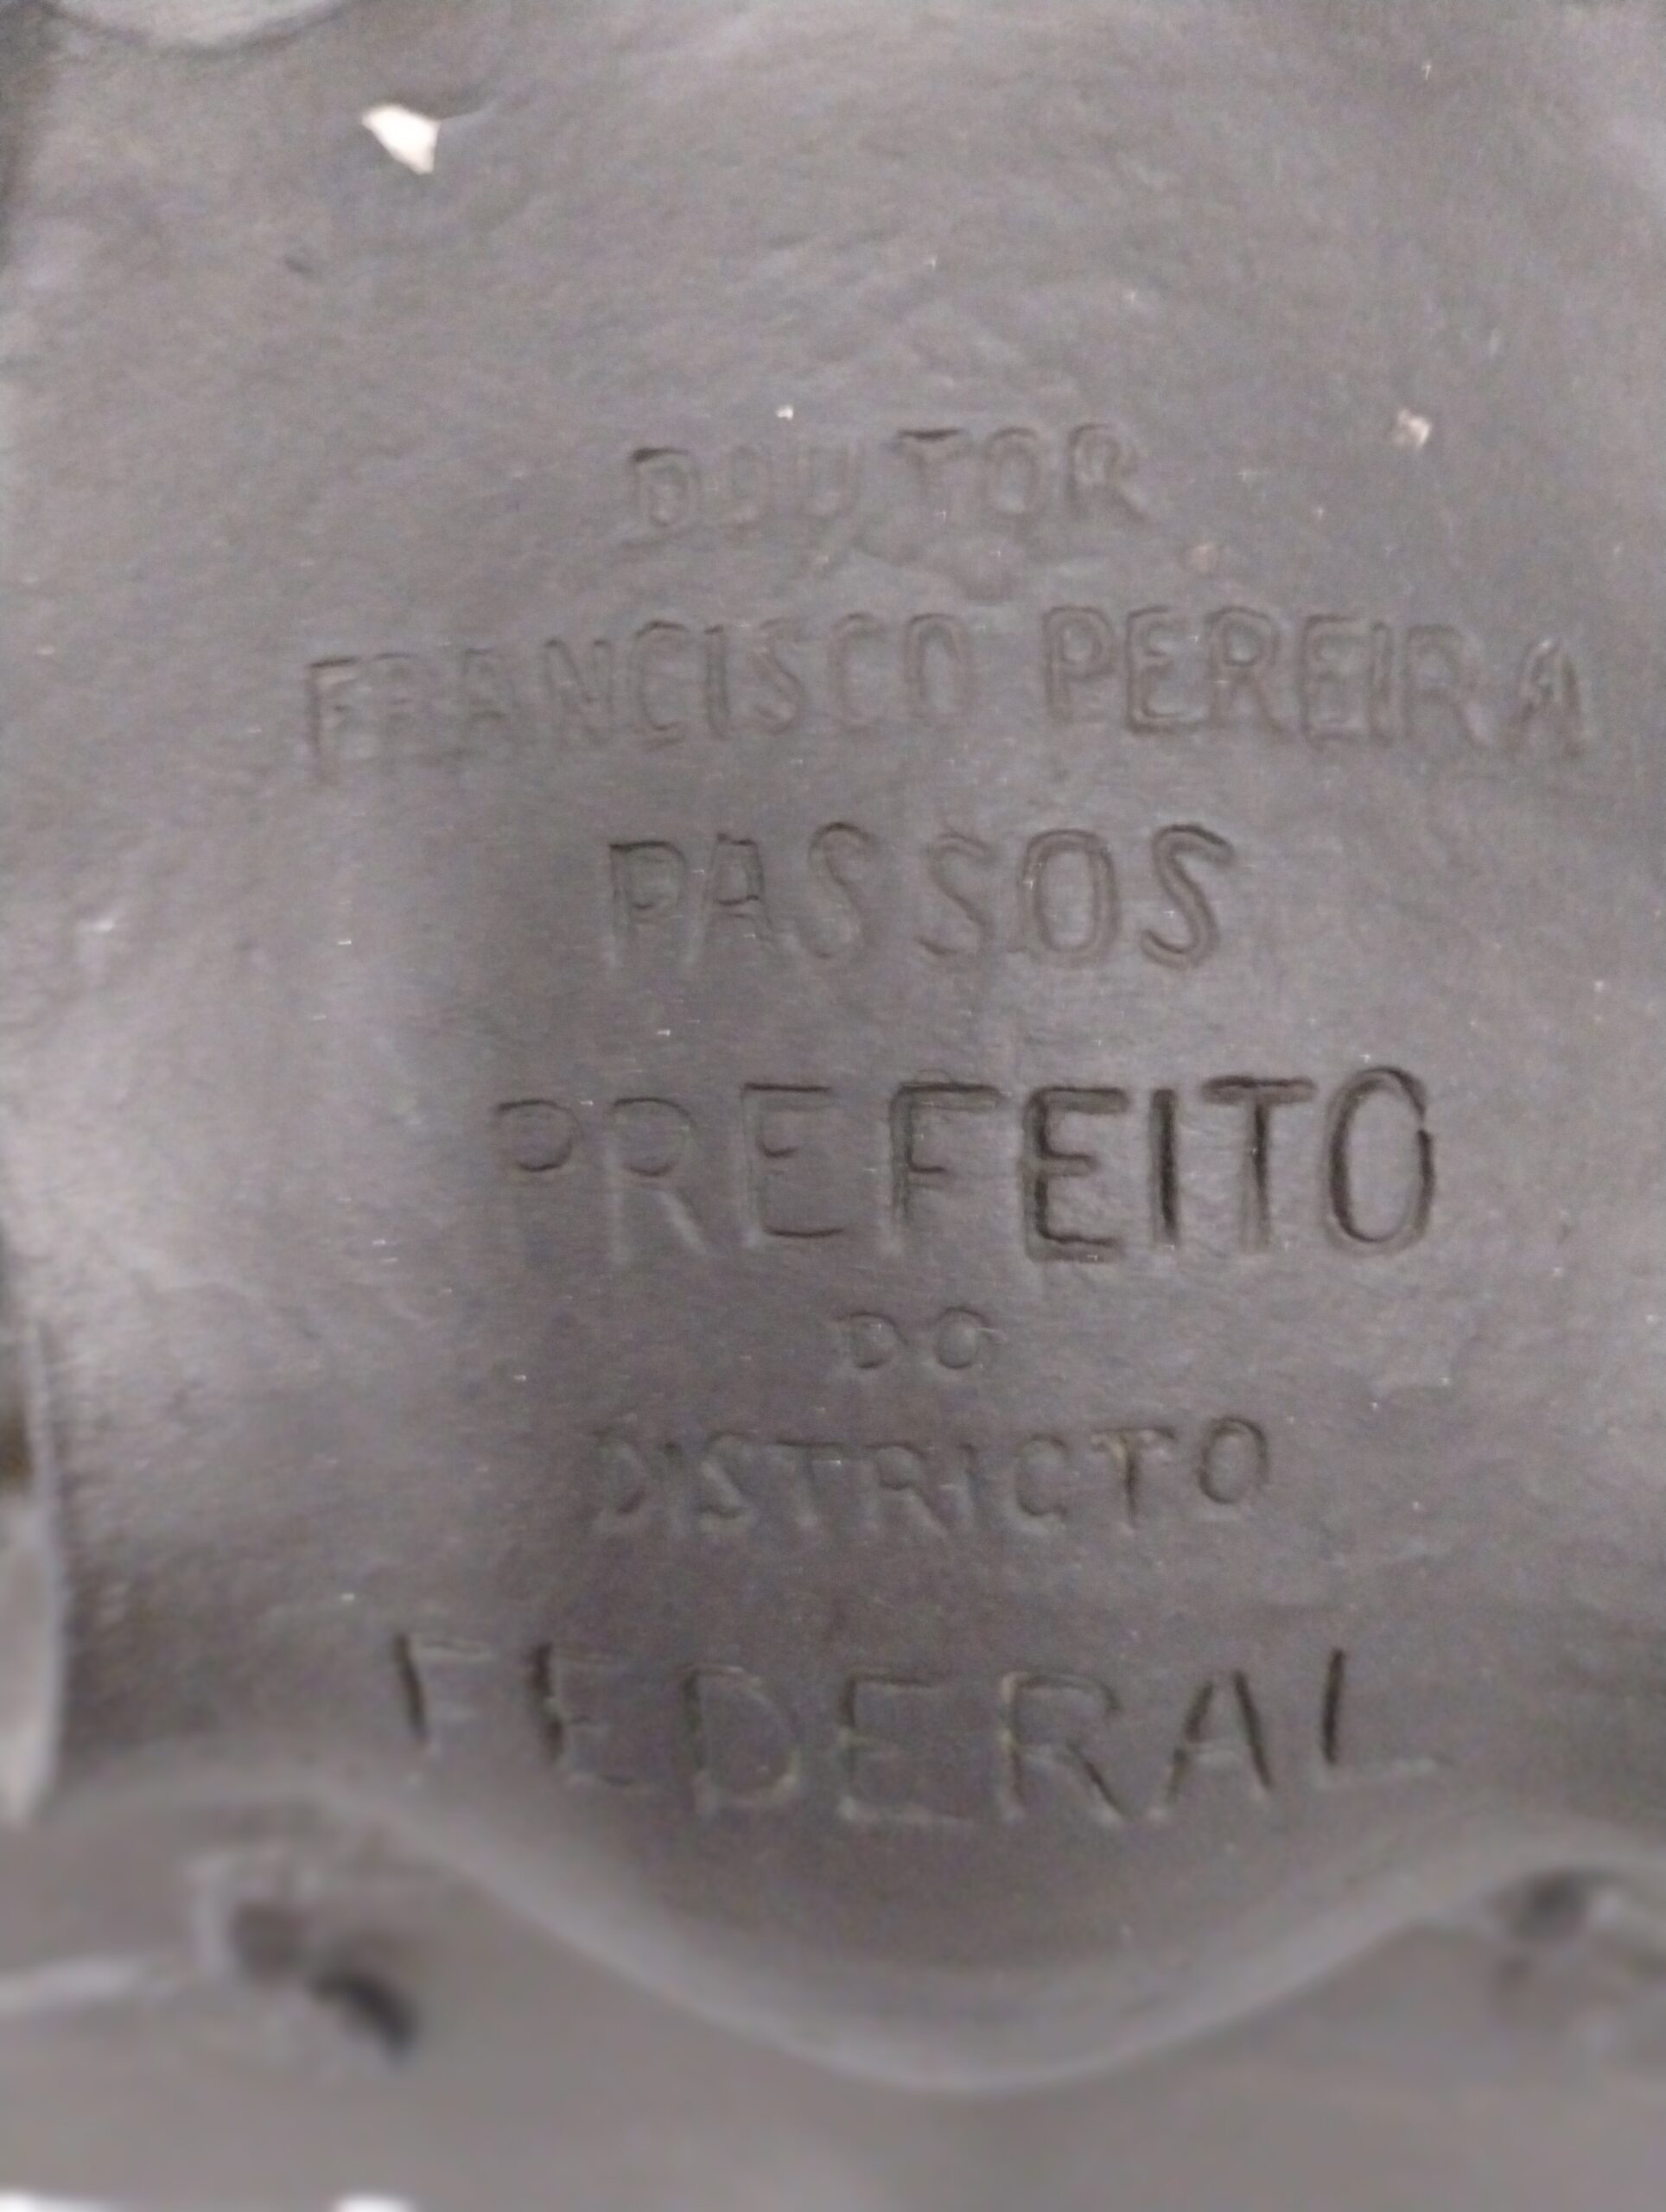 DOUTOR
FRANCISCO PEREIRA
PASSOS
PREFEITO
DO
DISTRICTO
FEDERAL